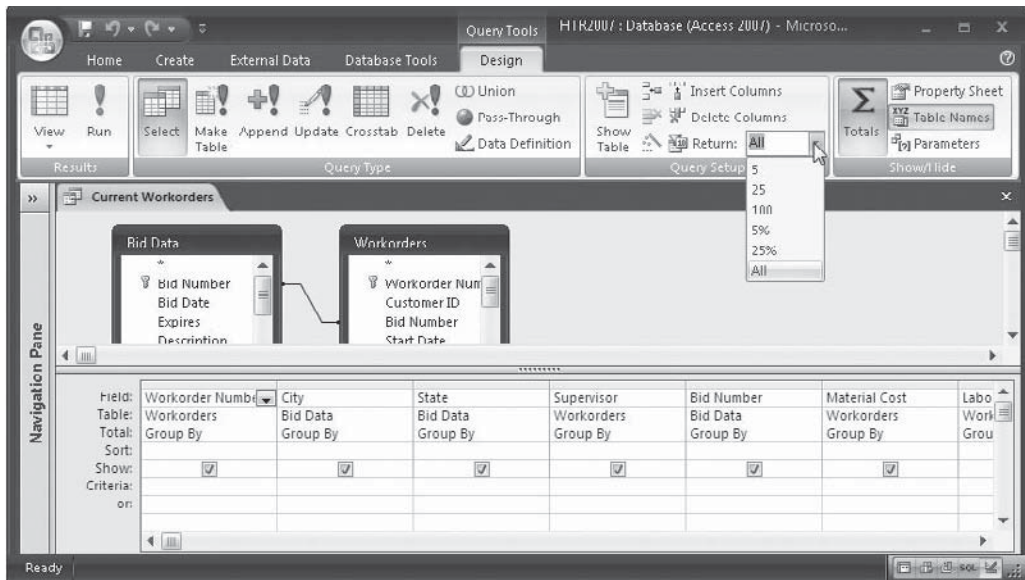 Query Tools
HTR2007 : Database (Access 2007) - Microso...
Home Create External Data Database Tools Design
View
Run
Results
Select
Make Table
Append
Update
Crosstab
Delete
Union
Pass-Through
Data Definition
Query Type
Show Table
Insert Columns
Delete Columns
Return: All
Query Setup
5
25
100
5%
25%
All
Totals
Property Sheet
Table Names
Parameters
Show/Hide
Current Workorders
Navigation Pane
Bid Data
*
Bid Number
Bid Date
Expires
Description
Workorders
*
Workorder Num
Customer ID
Bid Number
Start Date
Field: Workorder Numbe City State Supervisor Bid Number Material Cost Labo
Table: Workorders Bid Data Bid Data Workorders Bid Data Workorders Work
Total: Group By Group By Group By Group By Group By Group By Grou
Sort:
Show:
Criteria:
or:
Ready
SQL